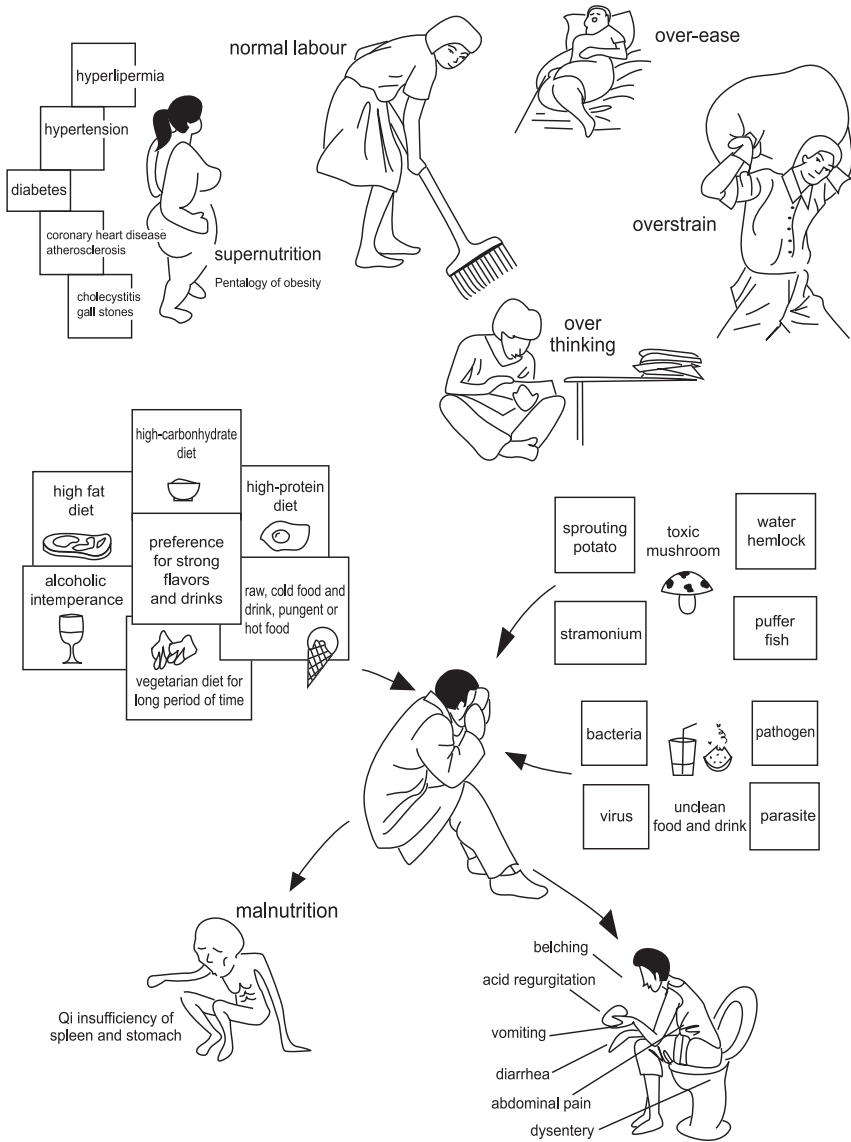 normal labour
over-ease
hyperlipermia
hypertension
diabetes
coronary heart disease
atherosclerosis
cholecystitis
gall stones
supernutrition
Pentalogy of obesity
overstrain
over
thinking
high-carbonhydrate
diet
high fat
diet
high-protein
diet
preference
for strong
flavors
and drinks
alcoholic
intemperance
raw, cold food and
drink, pungent or
hot food
vegetarian diet for
long period of time
sprouting
potato
toxic
mushroom
water
hemlock
stramonium
puffer
fish
bacteria
pathogen
virus
unclean
food and drink
parasite
malnutrition
Qi insufficiency of
spleen and stomach
belching
acid regurgitation
vomiting
diarrhea
abdominal pain
dysentery